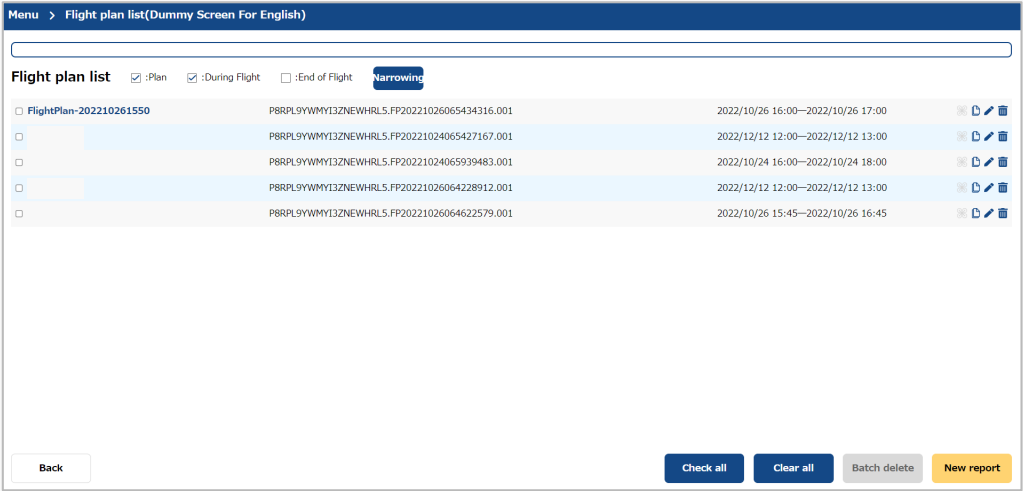 Menu > Flight plan list(Dummy Screen For English)
Flight plan list :Plan :During Flight :End of Flight Narrowing
FlightPlan-202210261550 P8RPL9YWMYI3ZNEWHRL5.FP20221026065434316.001 2022/10/26 16:00—2022/10/26 17:00
P8RPL9YWMYI3ZNEWHRL5.FP20221024065427167.001 2022/12/12 12:00—2022/12/12 13:00
P8RPL9YWMYI3ZNEWHRL5.FP20221024065939483.001 2022/10/24 16:00—2022/10/24 18:00
P8RPL9YWMYI3ZNEWHRL5.FP20221026064228912.001 2022/12/12 12:00—2022/12/12 13:00
P8RPL9YWMYI3ZNEWHRL5.FP20221026064622579.001 2022/10/26 15:45—2022/10/26 16:45
Back Check all Clear all Batch delete New report